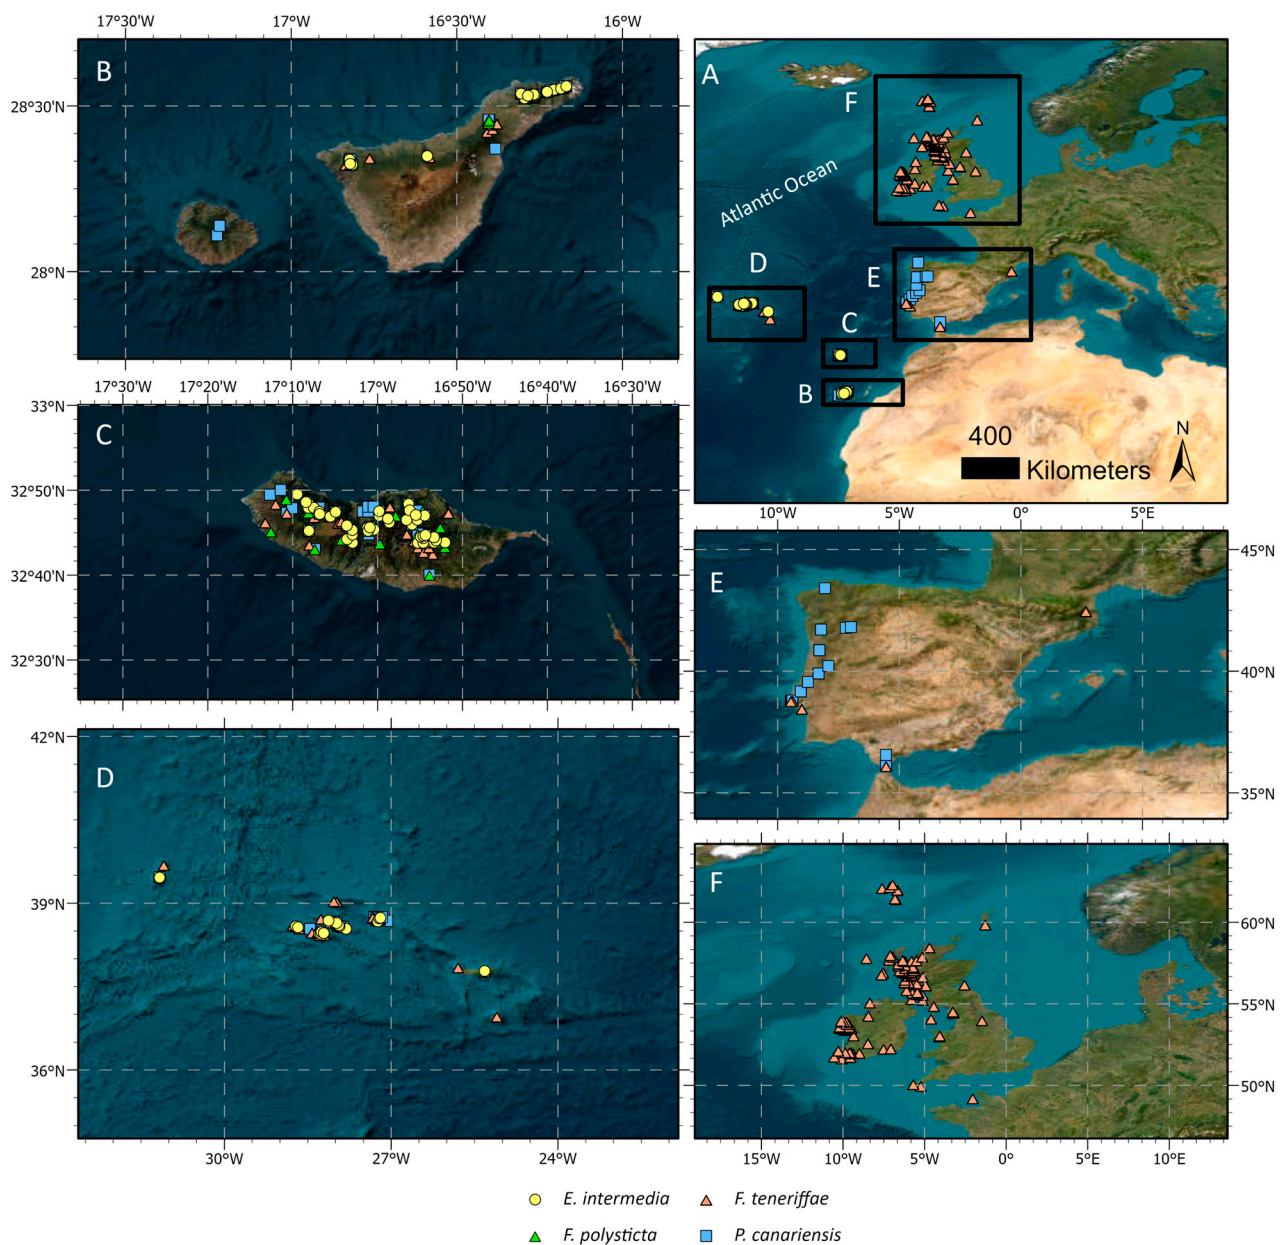 17°30'W 17°W 16°30'W 16°W
B
28°30'N
28°N
A
F
Atlantic Ocean
D
E
C
B
N
400
Kilometers
17°30'W 17°20'W 17°10'W 17°W 16°50'W 16°40'W 16°30'W
33°N
C
32°50'N
32°40'N
32°30'N
10°W 5°W 0° 5°E
E
45°N
40°N
35°N
D
42°N
39°N
36°N
30°W 27°W 24°W
F
60°N
55°N
50°N
15°W 10°W 5°W 0° 5°E 10°E
E. intermedia F. teneriffae
F. polysticta P. canariensis